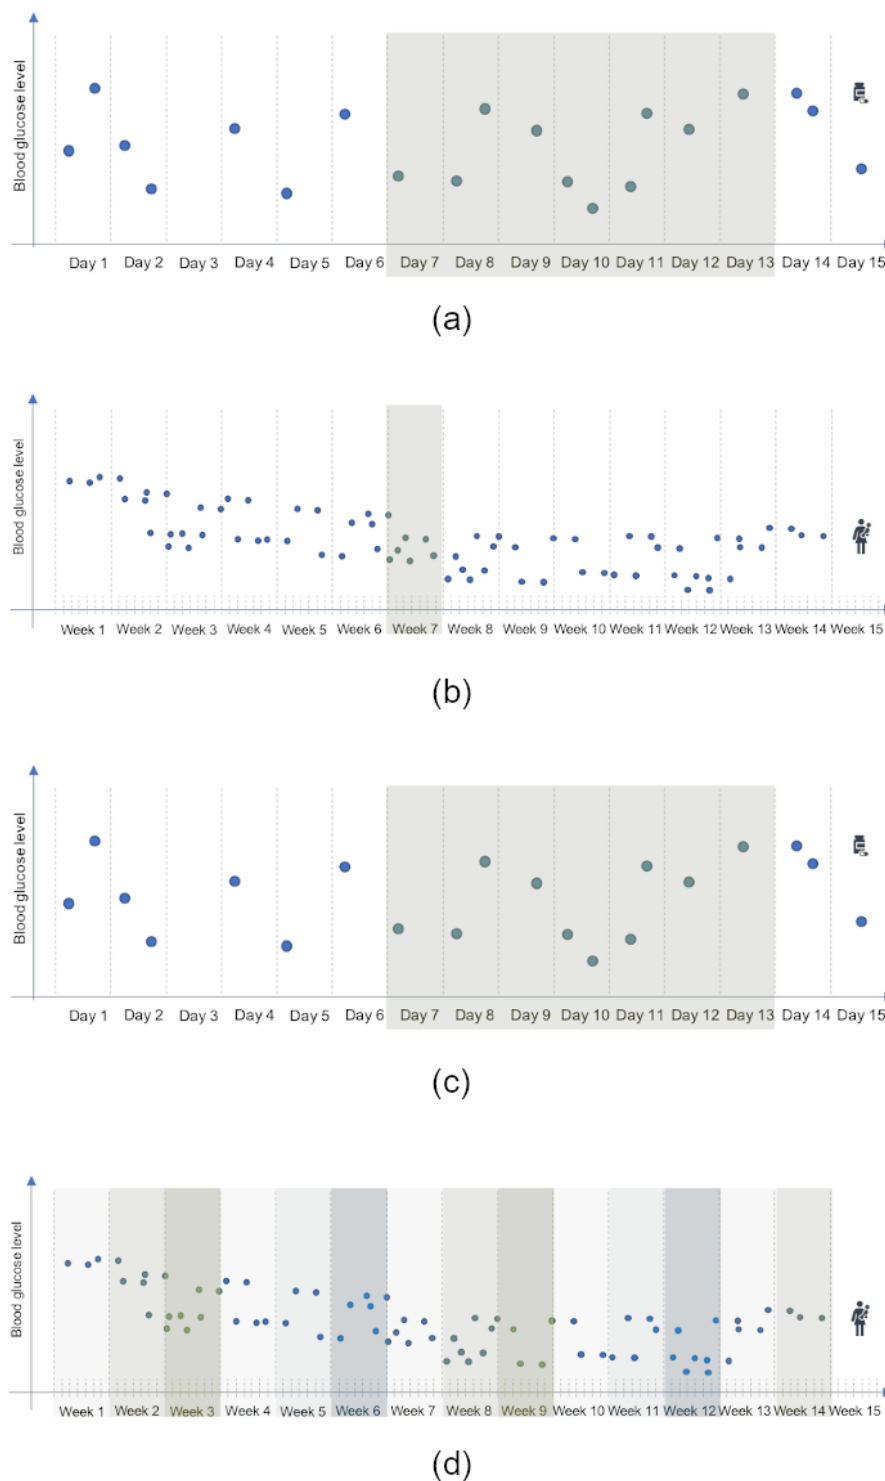 Blood glucose level
Day 1 Day 2 Day 3 Day 4 Day 5 Day 6 Day 7 Day 8 Day 9 Day 10 Day 11 Day 12 Day 13 Day 14 Day 15
(a)
Blood glucose level
Week 1 Week 2 Week 3 Week 4 Week 5 Week 6 Week 7 Week 8 Week 9 Week 10 Week 11 Week 12 Week 13 Week 14 Week 15
(b)
Blood glucose level
Day 1 Day 2 Day 3 Day 4 Day 5 Day 6 Day 7 Day 8 Day 9 Day 10 Day 11 Day 12 Day 13 Day 14 Day 15
(c)
Blood glucose level
Week 1 Week 2 Week 3 Week 4 Week 5 Week 6 Week 7 Week 8 Week 9 Week 10 Week 11 Week 12 Week 13 Week 14 Week 15
(d)